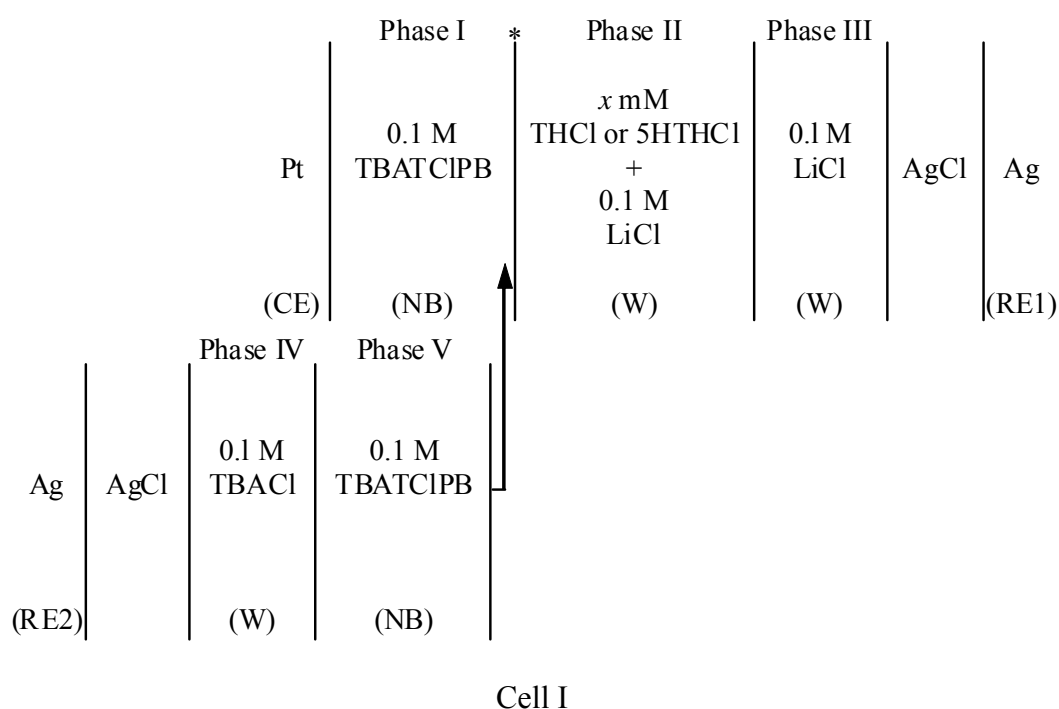 Phase I * Phase II Phase III
x mM
0.1 M THCl or 5HTHCl 0.1 M
Pt TBATClPB + LiCl AgCl Ag
0.1 M
LiCl
(CE) (NB) (W) (W) (RE1)
Phase IV Phase V
0.1 M 0.1 M
Ag AgCl TBACl TBATClPB
(RE2) (W) (NB)
Cell I